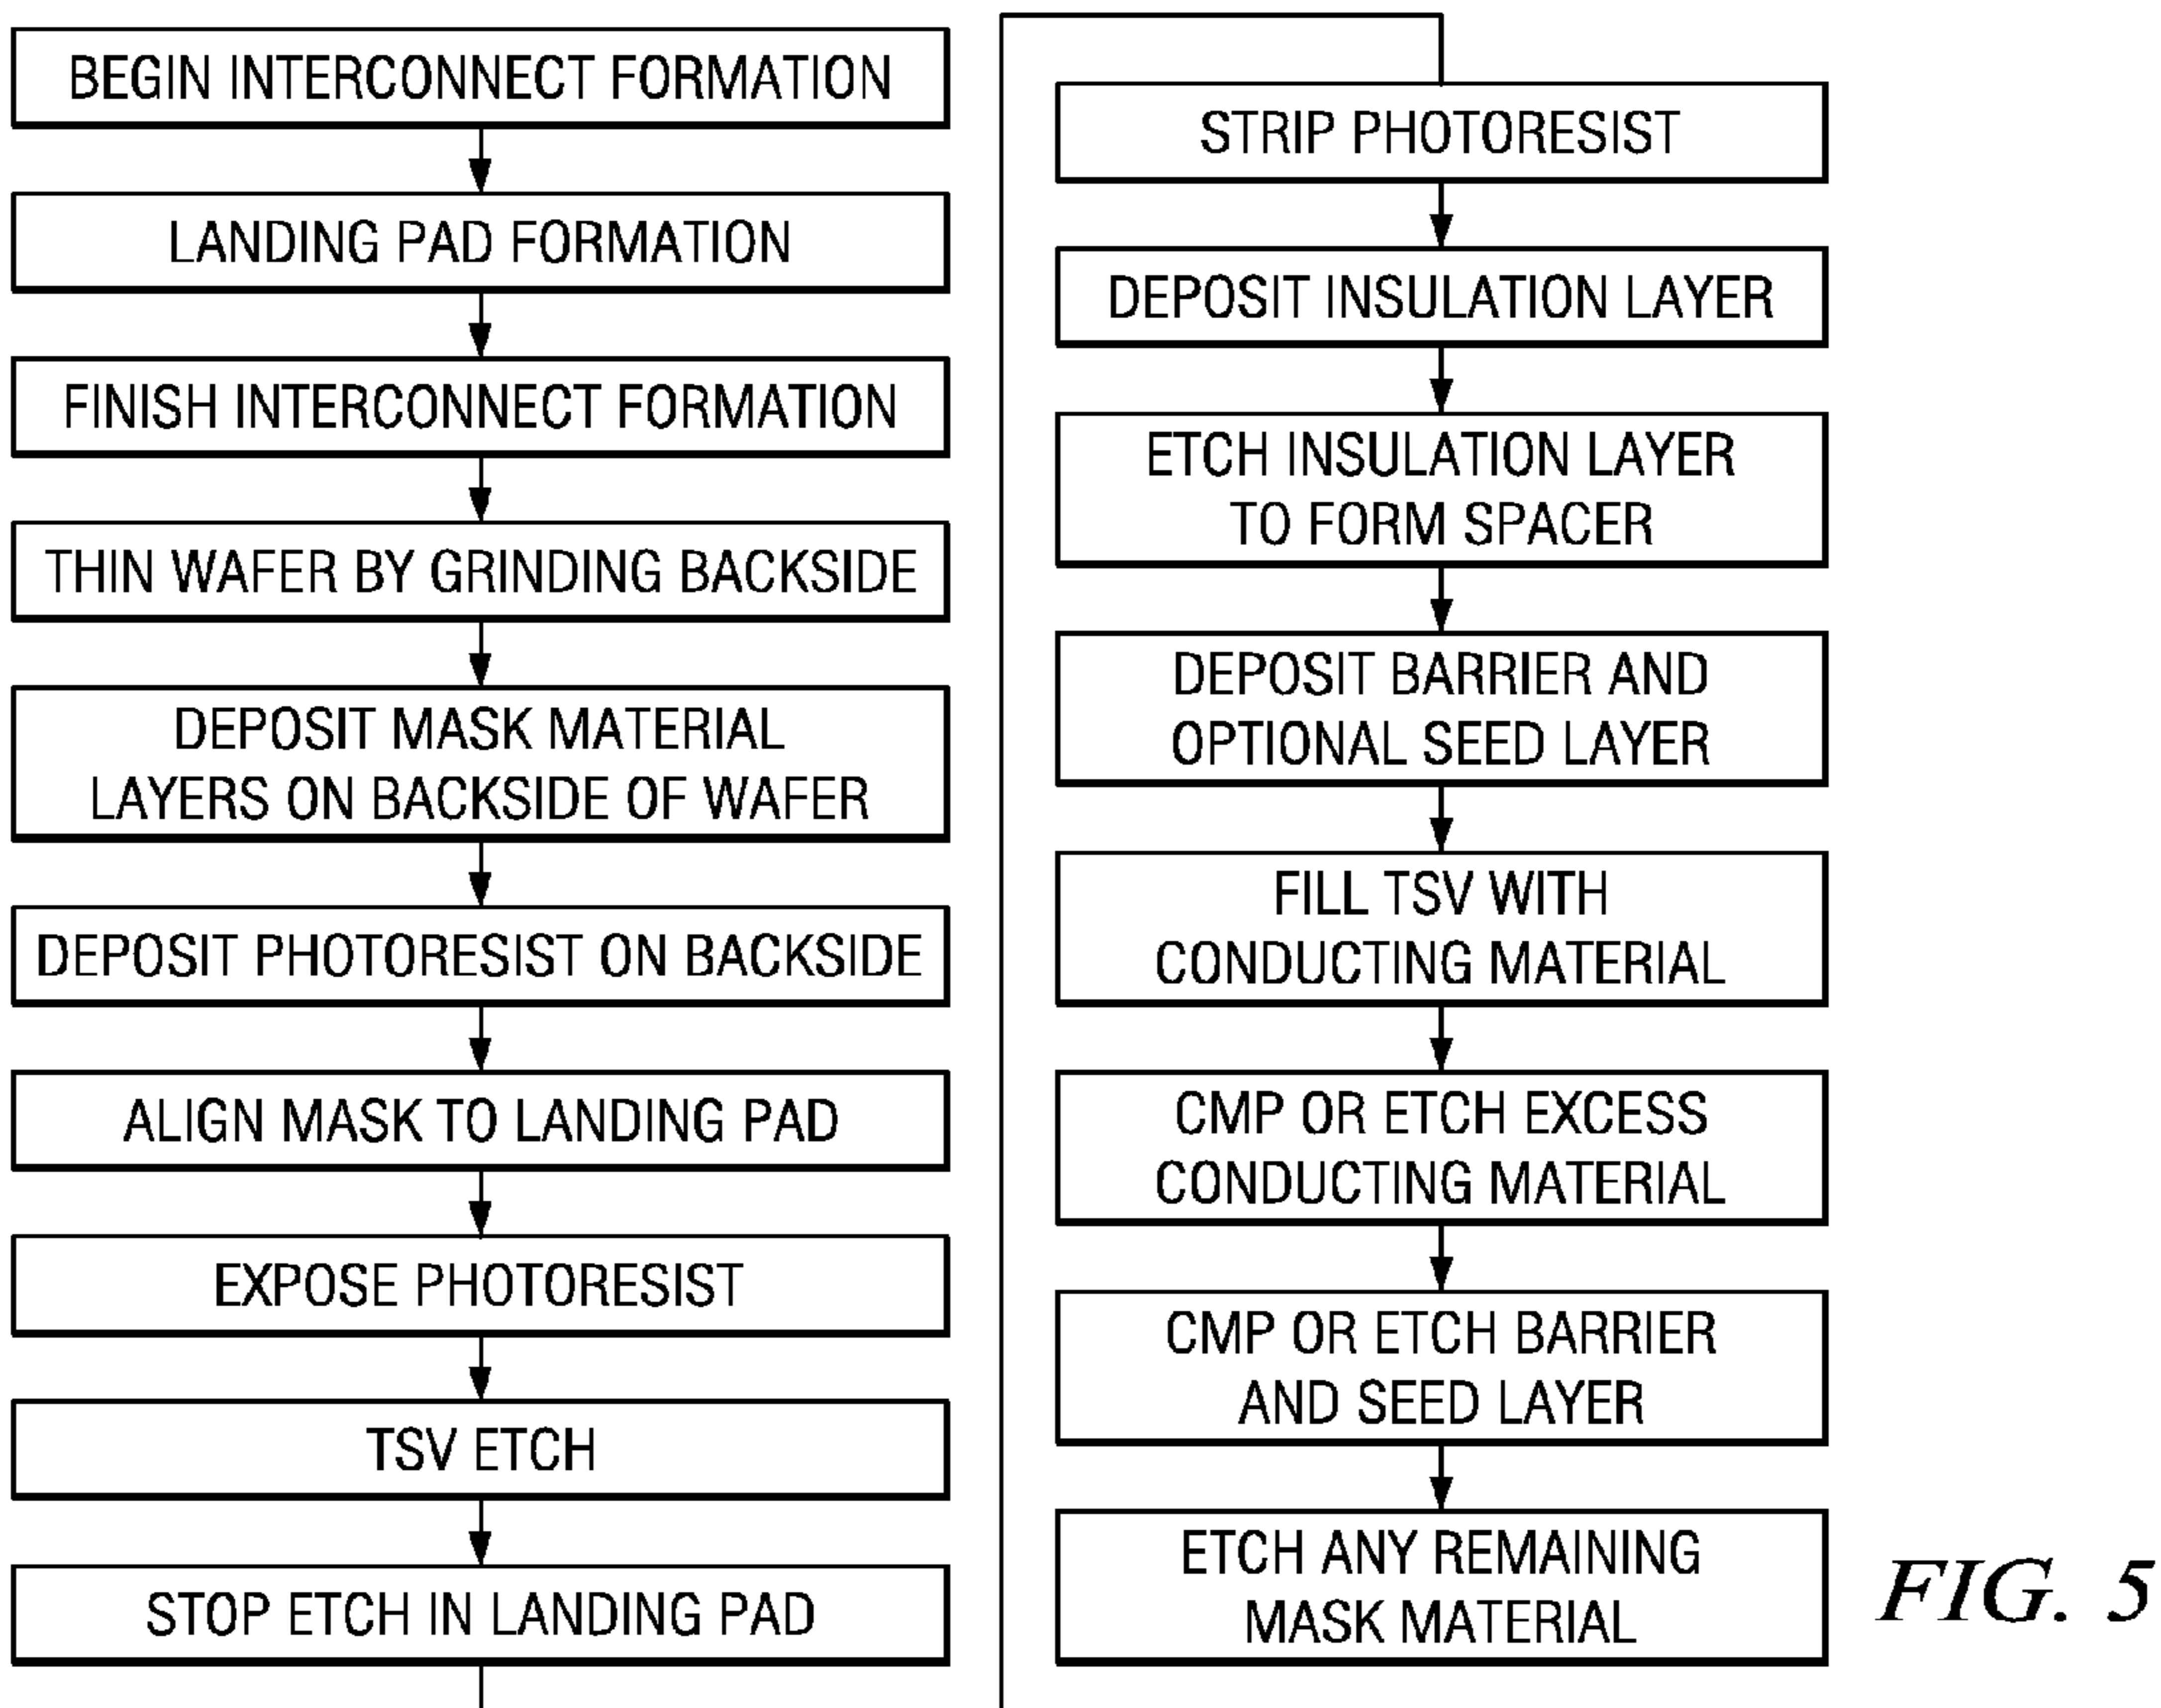 BEGIN INTERCONNECT FORMATION
LANDING PAD FORMATION
FINISH INTERCONNECT FORMATION
THIN WAFER BY GRINDING BACKSIDE
DEPOSIT MASK MATERIAL
LAYERS ON BACKSIDE OF WAFER
DEPOSIT PHOTORESIST ON BACKSIDE
ALIGN MASK TO LANDING PAD
EXPOSE PHOTORESIST
TSV ETCH
STOP ETCH IN LANDING PAD
STRIP PHOTORESIST
DEPOSIT INSULATION LAYER
ETCH INSULATION LAYER
TO FORM SPACER
DEPOSIT BARRIER AND
OPTIONAL SEED LAYER
FILL TSV WITH
CONDUCTING MATERIAL
CMP OR ETCH EXCESS
CONDUCTING MATERIAL
CMP OR ETCH BARRIER
AND SEED LAYER
ETCH ANY REMAINING
MASK MATERIAL
FIG. 5